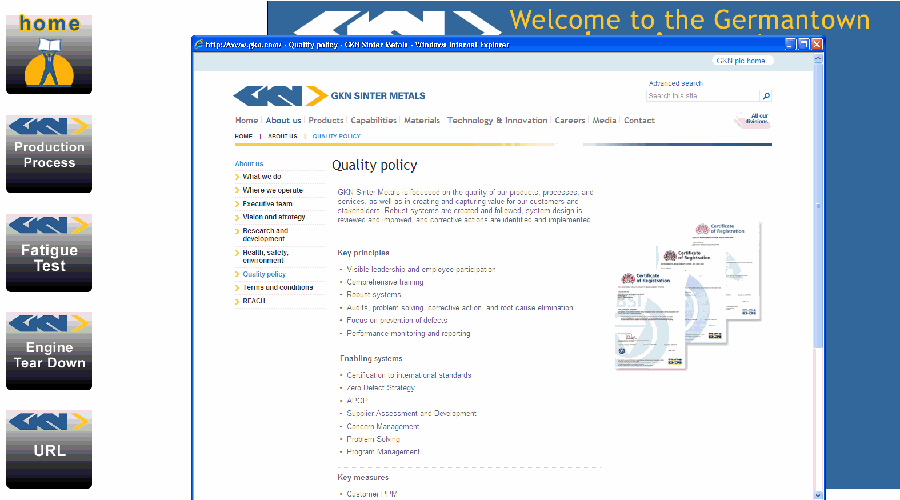 home
Production
Process
Fatigue
Test
Engine
Tear Down
URL
Welcome to the Germantown
http://www.gkn.com/ - Quality policy - GKN Sinter Metals - Windows Internet Explorer
GKN plc home
Advanced search
Search this site
GKN SINTER METALS
Home About us Products Capabilities Materials Technology & Innovation Careers Media Contact
All our
divisions
HOME | ABOUT US | QUALITY POLICY
About us
What we do
Where we operate
Executive team
Vision and strategy
Research and
development
Health, safety,
environment
Quality policy
Terms and conditions
REACH
Quality policy
GKN Sinter Metals is focussed on the quality of our products, processes, and
services, as well as in creating and capturing value for our customers and
stakeholders. Robust systems are created and followed, system design is
reviewed and improved, and corrective actions are identified and implemented
Key principles
• Visible leadership and employee participation
• Comprehensive training
• Robust systems
• Audits, problem solving, corrective action, and root cause elimination
• Focus on prevention of defects
• Performance monitoring and reporting
Enabling systems
• Certification to international standards
• Zero Defect Strategy
• APQP
• Supplier Assessment and Development
• Concern Management
• Problem Solving
• Program Management
Key measures
• Customer PPM
Certificate
of Registration
Certificate
of Registration
Certificate
of Registration